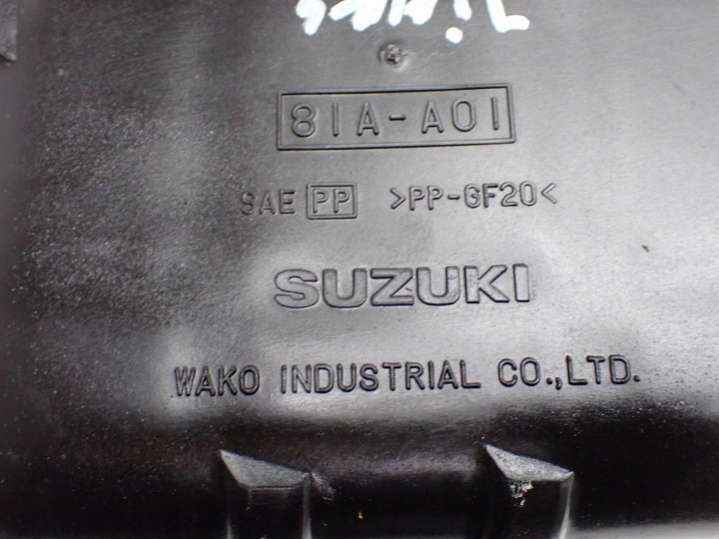 81A-A01
SAE PP >PP-GF20<
SUZUKI
WAKO INDUSTRIAL CO.,LTD.